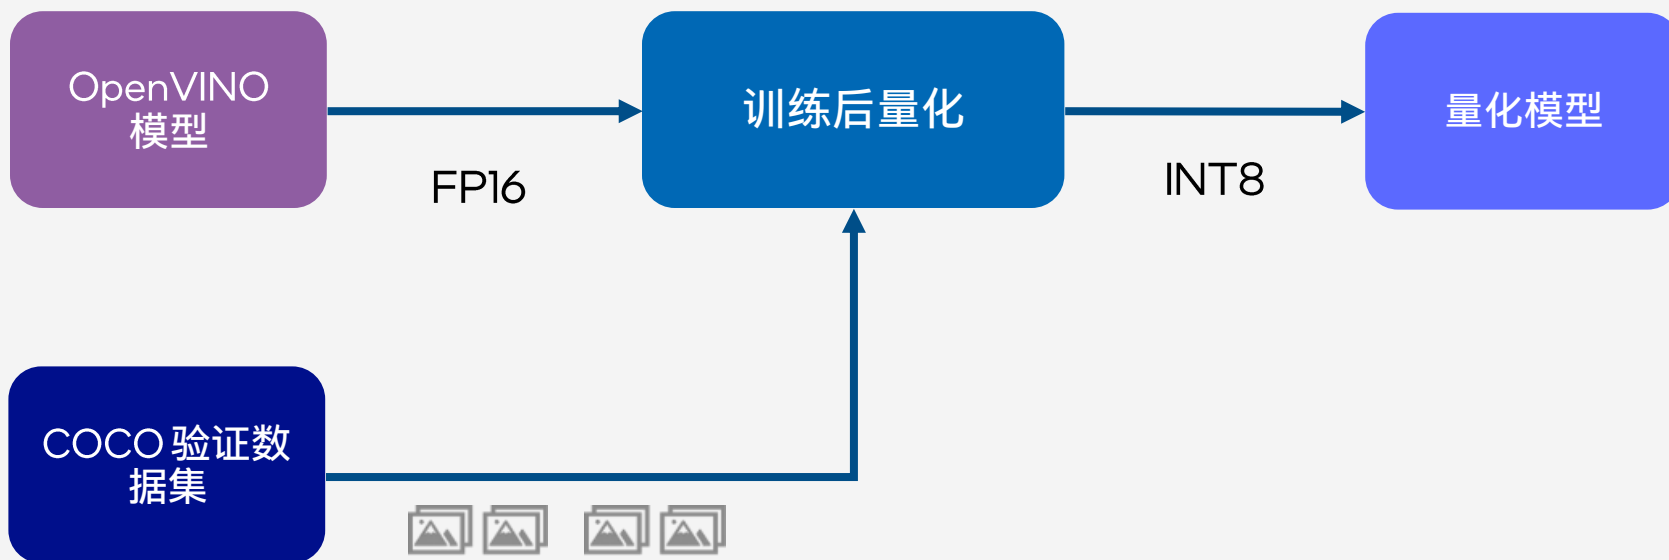 OpenVINO
模型
训练后量化
量化模型
FP16
INT8
COCO 验证数
据集